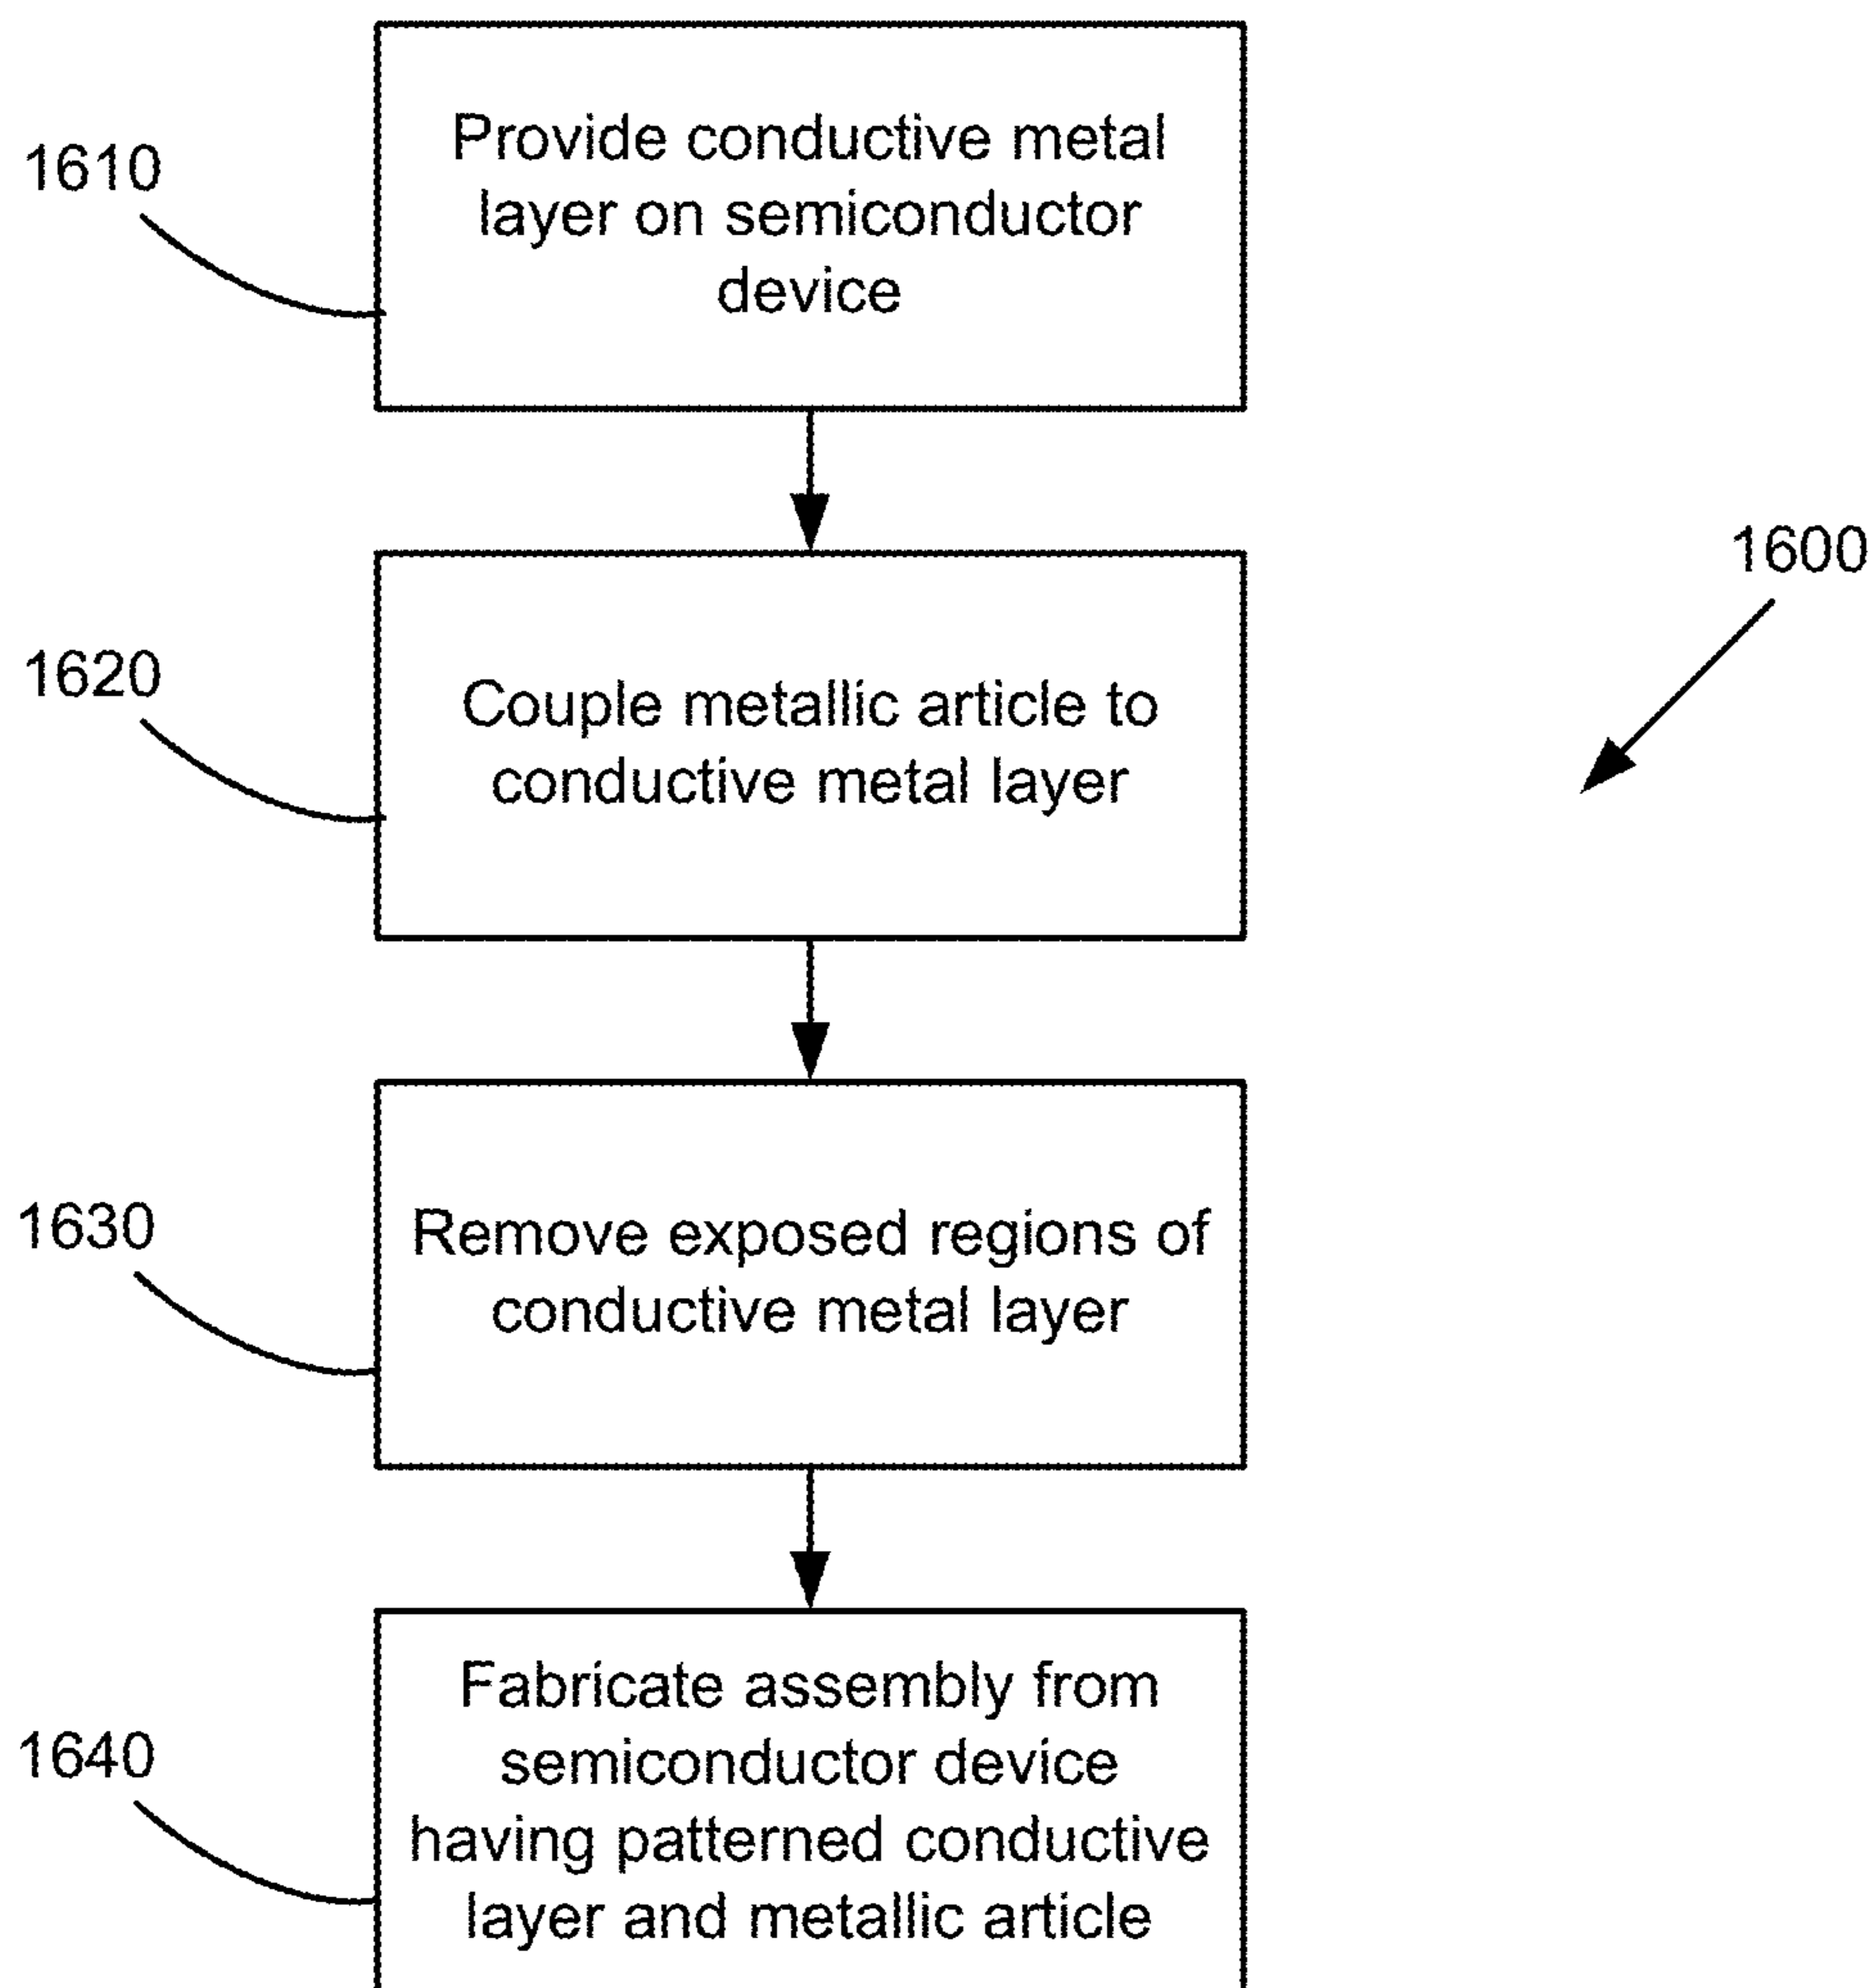 1610
Provide conductive metal
layer on semiconductor
device
1600
1620
Couple metallic article to
conductive metal layer
1630
Remove exposed regions of
conductive metal layer
1640
Fabricate assembly from
semiconductor device
having patterned conductive
layer and metallic article